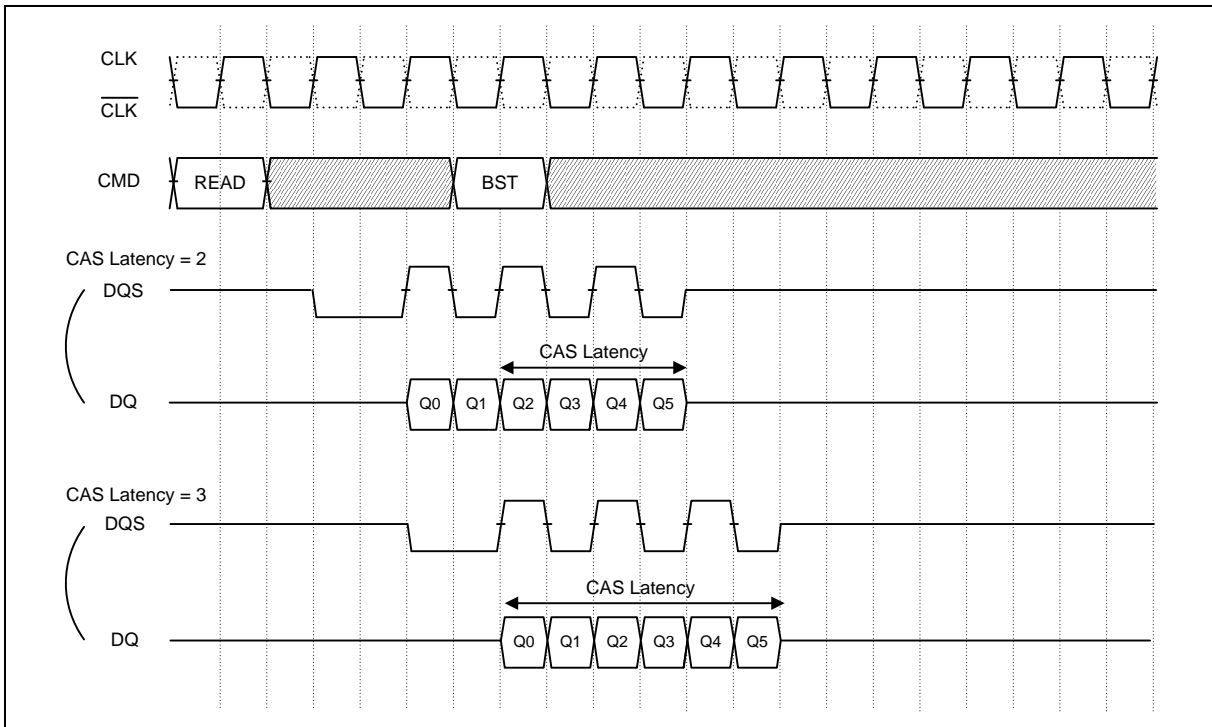 CLK
CLK
CMD READ BST
CAS Latency = 2
DQS
CAS Latency
DQ Q0 Q1 Q2 Q3 Q4 Q5
CAS Latency = 3
DQS
CAS Latency
DQ Q0 Q1 Q2 Q3 Q4 Q5